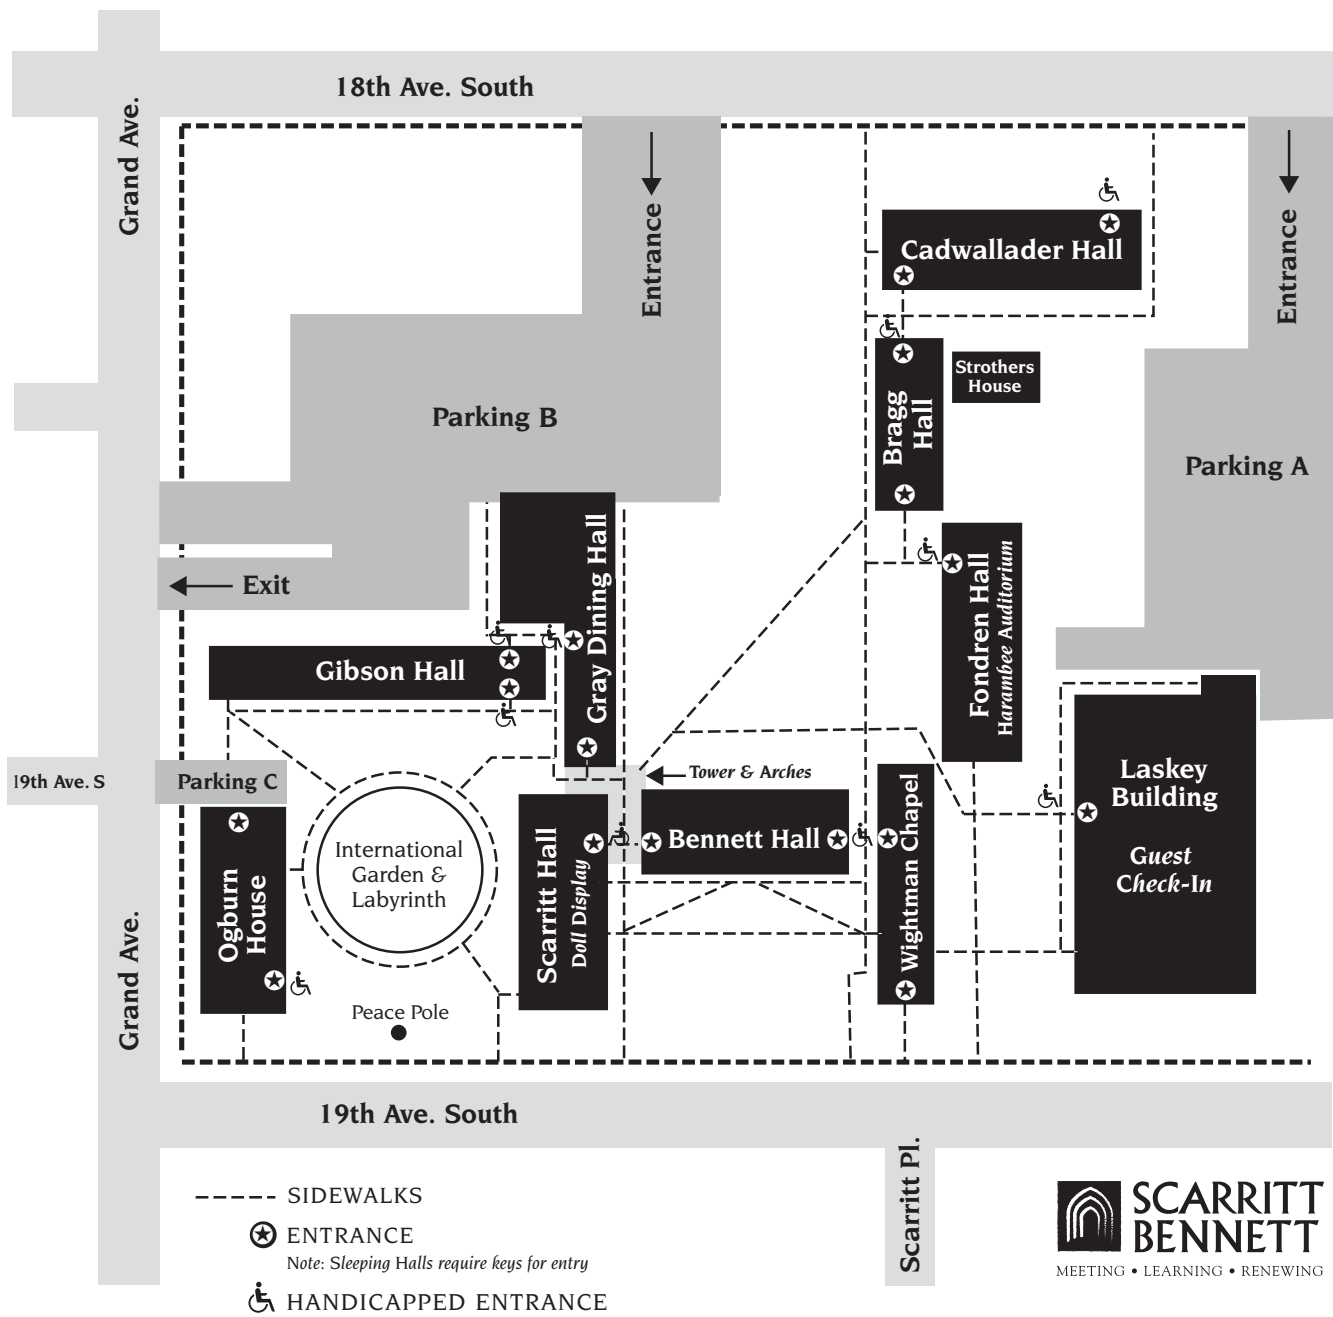 18th Ave. South
Grand Ave.
Entrance
Entrance
Cadwallader Hall
Strothers
House
Bragg
Hall
Parking B
Parking A
Exit
Gray Dining Hall
Fondren Hall
Harambee Auditorium
Gibson Hall
19th Ave. S
Parking C
Tower & Arches
Laskey
Building
Guest
Check-In
International
Garden &
Labyrinth
Ogburn
House
Scarritt Hall
Doll Display
Bennett Hall
Wightman Chapel
Grand Ave.
Peace Pole
19th Ave. South
Scarritt Pl.
SIDEWALKS
ENTRANCE
Note: Sleeping Halls require keys for entry
HANDICAPPED ENTRANCE
SCARRITT
BENNETT
MEETING • LEARNING • RENEWING